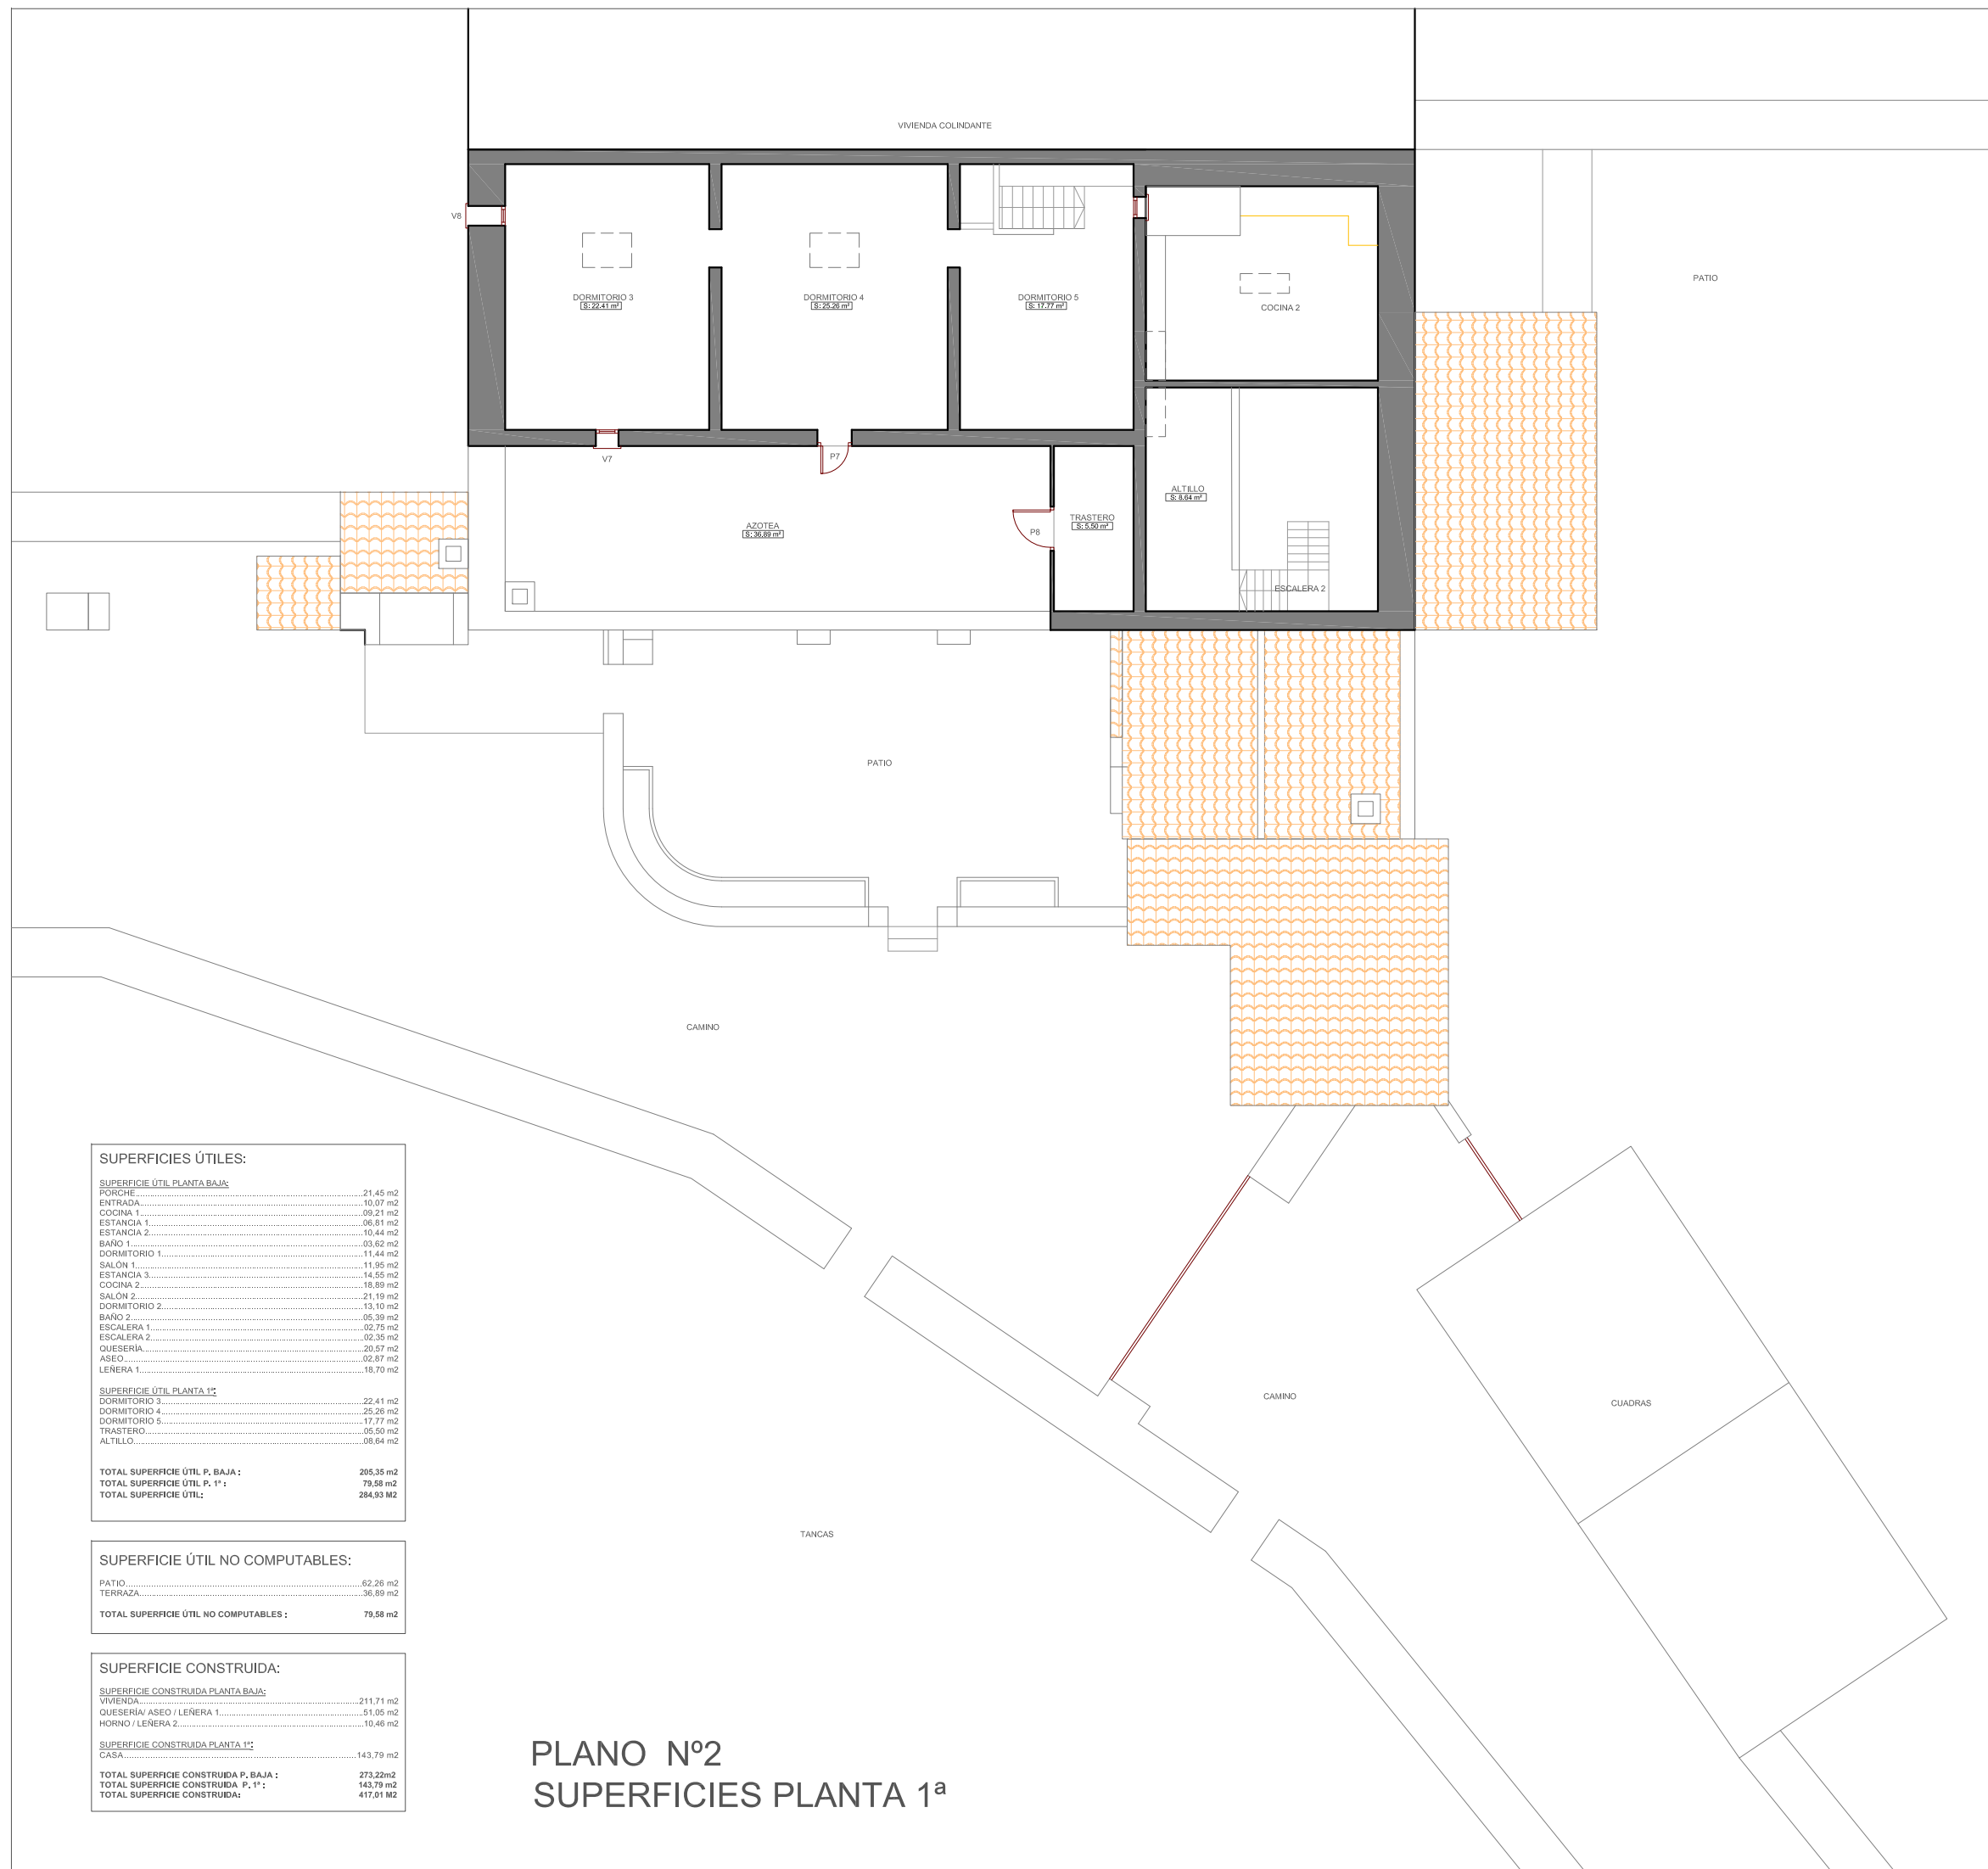 VIVIENDA COLINDANTE
V8
PATIO
DORMITORIO 3
S: 22.41 m²
DORMITORIO 4
S: 25.26 m²
DORMITORIO 5
S: 17.77 m²
COCINA 2
V7
P7
ALTILLO
S: 8.64 m²
AZOTEA
S: 36.89 m²
P8
TRASTERO
S: 5.50 m²
ESCALERA 2
PATIO
CAMINO
CAMINO
CUADRAS
TANCAS
SUPERFICIES ÚTILES:
SUPERFICIE ÚTIL PLANTA BAJA:
PORCHE 21,45 m2
ENTRADA 10,07 m2
COCINA 1 09,21 m2
ESTANCIA 1 06,81 m2
ESTANCIA 2 10,44 m2
BAÑO 1 03,62 m2
DORMITORIO 1 11,44 m2
SALÓN 1 11,95 m2
ESTANCIA 3 14,55 m2
COCINA 2 18,89 m2
SALÓN 2 21,19 m2
DORMITORIO 2 13,10 m2
BAÑO 2 05,39 m2
ESCALERA 1 02,75 m2
ESCALERA 2 02,35 m2
QUESERÍA 20,57 m2
ASEO 02,87 m2
LEÑERA 1 18,70 m2
SUPERFICIE ÚTIL PLANTA 1ª:
DORMITORIO 3 22,41 m2
DORMITORIO 4 25,26 m2
DORMITORIO 5 17,77 m2
TRASTERO 05,50 m2
ALTILLO 08,64 m2
TOTAL SUPERFICIE ÚTIL P. BAJA : 205,35 m2
TOTAL SUPERFICIE ÚTIL P. 1ª : 79,58 m2
TOTAL SUPERFICIE ÚTIL: 284,93 M2
SUPERFICIE ÚTIL NO COMPUTABLES:
PATIO 62,26 m2
TERRAZA 36,89 m2
TOTAL SUPERFICIE ÚTIL NO COMPUTABLES : 79,58 m2
SUPERFICIE CONSTRUIDA:
SUPERFICIE CONSTRUIDA PLANTA BAJA:
VIVIENDA 211,71 m2
QUESERÍA/ ASEO / LEÑERA 1 51,05 m2
HORNO / LEÑERA 2 10,46 m2
SUPERFICIE CONSTRUIDA PLANTA 1ª:
CASA 143,79 m2
TOTAL SUPERFICIE CONSTRUIDA P. BAJA : 273,22m2
TOTAL SUPERFICIE CONSTRUIDA P. 1ª : 143,79 m2
TOTAL SUPERFICIE CONSTRUIDA: 417,01 M2
PLANO Nº2
SUPERFICIES PLANTA 1ª